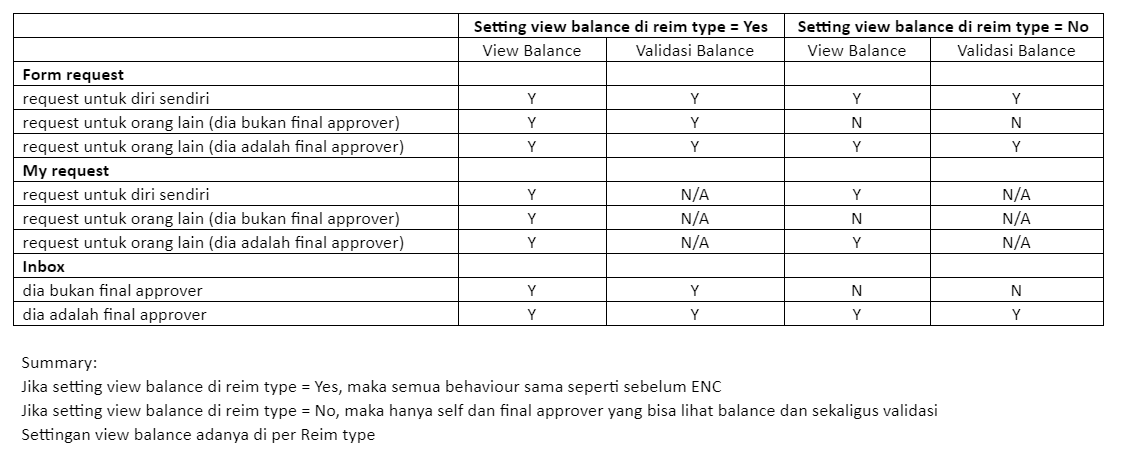 Setting view balance di reim type = Yes Setting view balance di reim type = No
View Balance Validasi Balance View Balance Validasi Balance
Form request
request untuk diri sendiri Y Y Y Y
request untuk orang lain (dia bukan final approver) Y Y N N
request untuk orang lain (dia adalah final approver) Y Y Y Y
My request
request untuk diri sendiri Y N/A Y N/A
request untuk orang lain (dia bukan final approver) Y N/A N N/A
request untuk orang lain (dia adalah final approver) Y N/A Y N/A
Inbox
dia bukan final approver Y Y N N
dia adalah final approver Y Y Y Y
Summary:
Jika setting view balance di reim type = Yes, maka semua behaviour sama seperti sebelum ENC
Jika setting view balance di reim type = No, maka hanya self dan final approver yang bisa lihat balance dan sekaligus validasi
Settingan view balance adanya di per Reim type